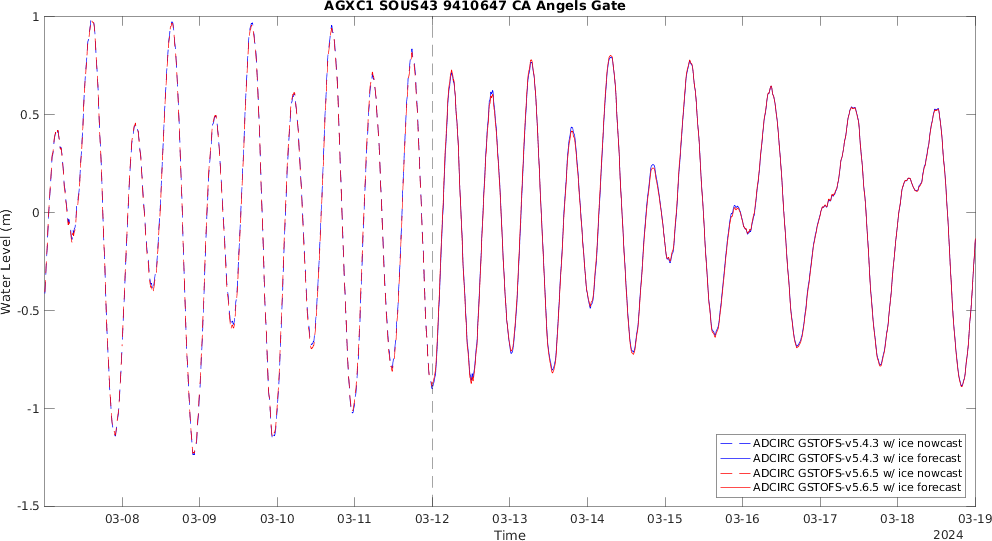 AGXC1 SOUS43 9410647 CA Angels Gate
1
0.5
0
-0.5
-1
-1.5
Water Level (m)
ADCIRC GSTOFS-v5.4.3 w/ ice nowcast
ADCIRC GSTOFS-v5.4.3 w/ ice forecast
ADCIRC GSTOFS-v5.6.5 w/ ice nowcast
ADCIRC GSTOFS-v5.6.5 w/ ice forecast
03-08 03-09 03-10 03-11 03-12 03-13 03-14 03-15 03-16 03-17 03-18 03-19
Time
2024